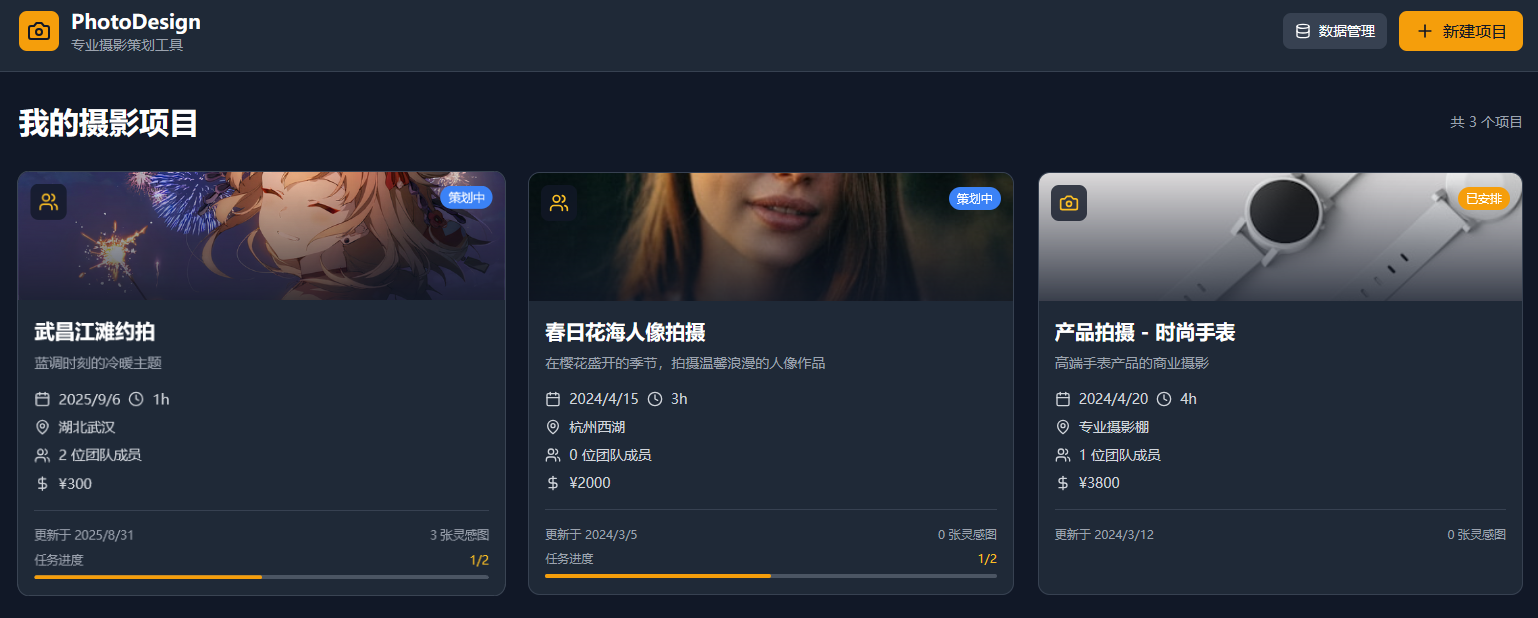 PhotoDesign
专业摄影策划工具
数据管理
新建项目
我的摄影项目
共 3 个项目
策划中
武昌江滩约拍
蓝调时刻的冷暖主题
2025/9/6 1h
湖北武汉
2 位团队成员
¥300
更新于 2025/8/31 3 张灵感图
任务进度 1/2
策划中
春日花海人像拍摄
在樱花盛开的季节，拍摄温馨浪漫的人像作品
2024/4/15 3h
杭州西湖
0 位团队成员
¥2000
更新于 2024/3/5 0 张灵感图
任务进度 1/2
已安排
产品拍摄 - 时尚手表
高端手表产品的商业摄影
2024/4/20 4h
专业摄影棚
1 位团队成员
¥3800
更新于 2024/3/12 0 张灵感图